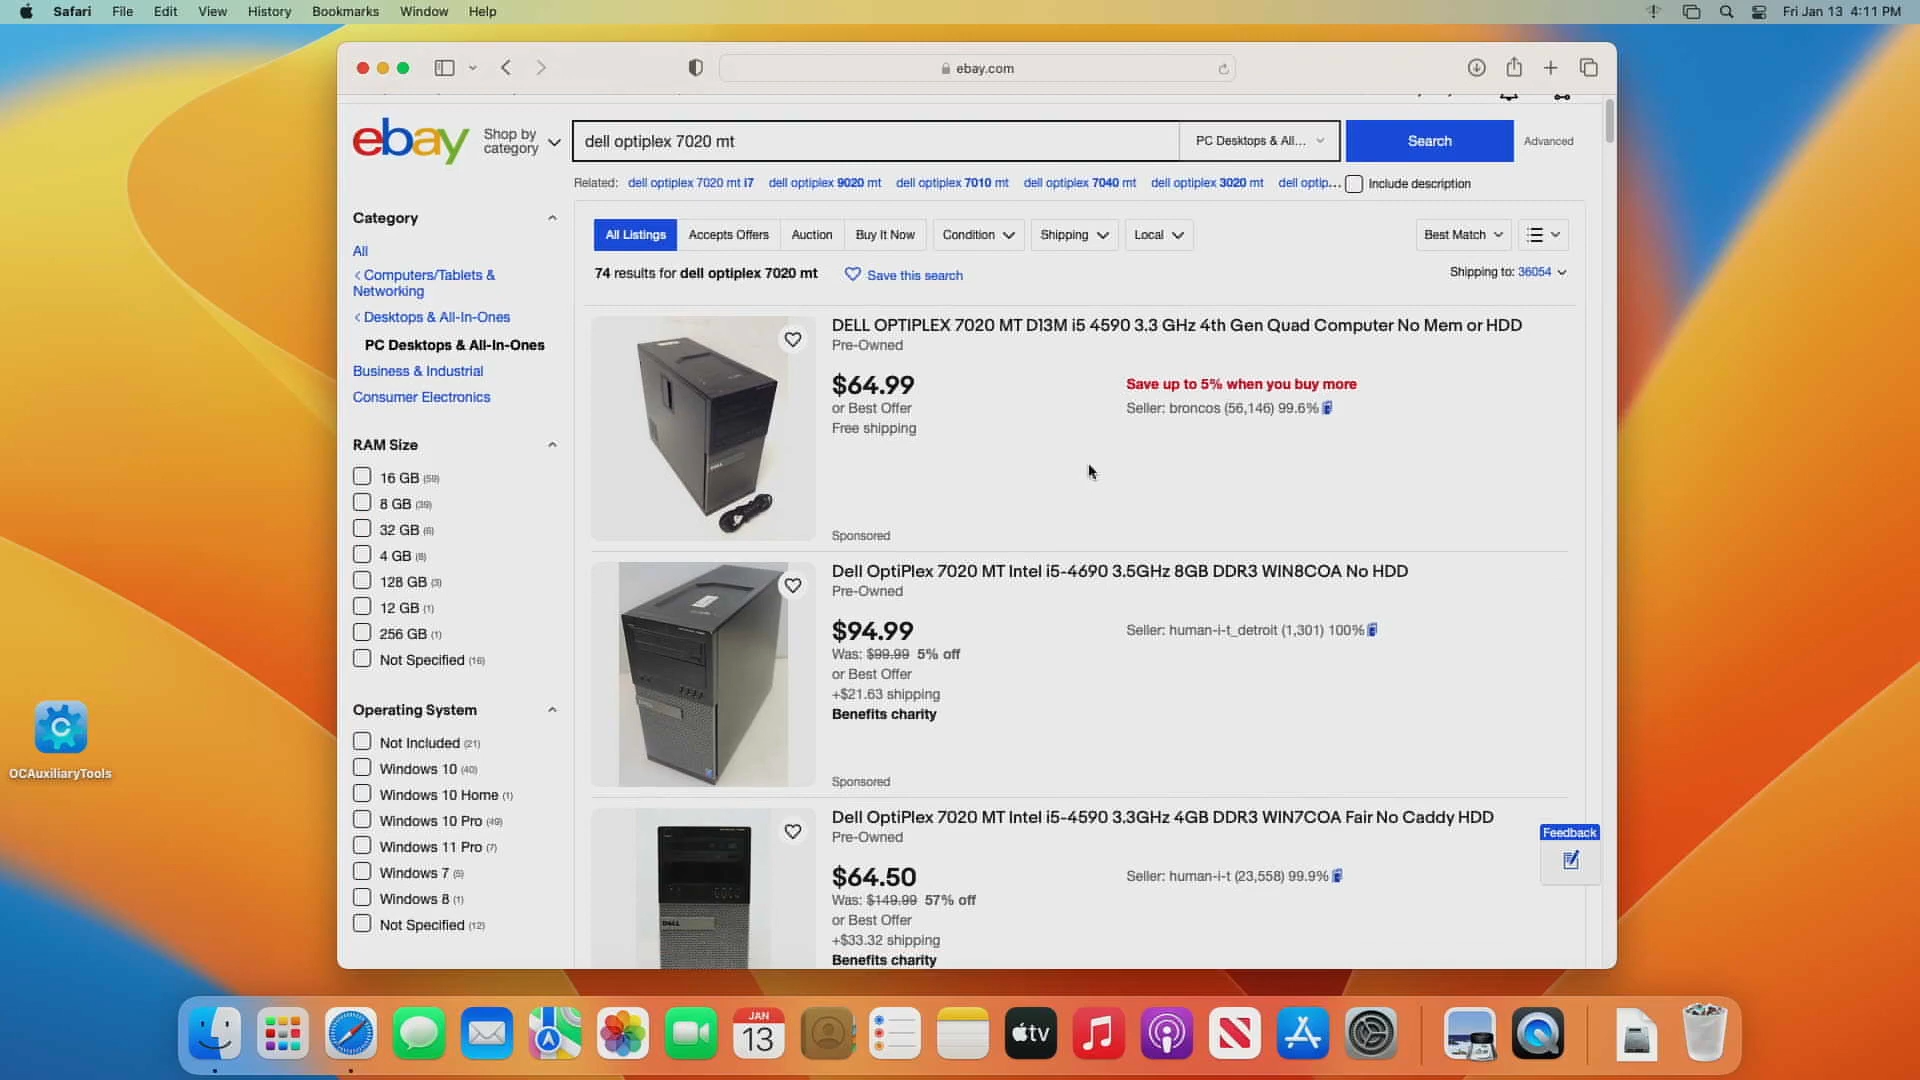 Safari File Edit View History Bookmarks Window Help
Fri Jan 13 4:11 PM
ebay.com
ebay
Shop by
category
dell optiplex 7020 mt
PC Desktops & All...
Search
Advanced
Related: dell optiplex 7020 mt i7 dell optiplex 9020 mt dell optiplex 7010 mt dell optiplex 7040 mt dell optiplex 3020 mt dell optip... Include description
Category
All
< Computers/Tablets &
Networking
< Desktops & All-In-Ones
PC Desktops & All-In-Ones
Business & Industrial
Consumer Electronics
RAM Size
16 GB (59)
8 GB (39)
32 GB (6)
4 GB (8)
128 GB (3)
12 GB (1)
256 GB (1)
Not Specified (16)
Operating System
Not Included (21)
Windows 10 (40)
Windows 10 Home (1)
Windows 10 Pro (49)
Windows 11 Pro (7)
Windows 7 (5)
Windows 8 (1)
Not Specified (12)
All Listings Accepts Offers Auction Buy It Now Condition Shipping Local Best Match
74 results for dell optiplex 7020 mt Save this search
Shipping to: 36054
DELL OPTIPLEX 7020 MT D13M i5 4590 3.3 GHz 4th Gen Quad Computer No Mem or HDD
Pre-Owned
$64.99
or Best Offer
Free shipping
Save up to 5% when you buy more
Seller: broncos (56,146) 99.6%
Sponsored
Dell OptiPlex 7020 MT Intel i5-4690 3.5GHz 8GB DDR3 WIN8COA No HDD
Pre-Owned
$94.99
Was: $99.99 5% off
or Best Offer
+$21.63 shipping
Benefits charity
Seller: human-i-t_detroit (1,301) 100%
Sponsored
Dell OptiPlex 7020 MT Intel i5-4590 3.3GHz 4GB DDR3 WIN7COA Fair No Caddy HDD
Pre-Owned
$64.50
Was: $149.99 57% off
or Best Offer
+$33.32 shipping
Benefits charity
Seller: human-i-t (23,558) 99.9%
DELL
Feedback
OCAuxiliaryTools
JAN
13
tv